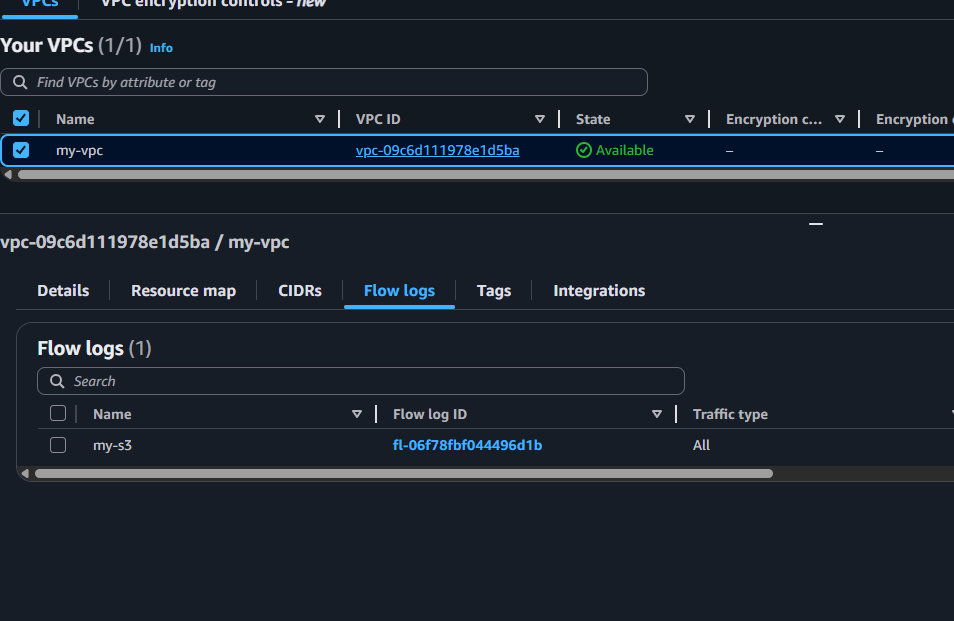 VPCs VPC encryption controls - new
Your VPCs (1/1) Info
Find VPCs by attribute or tag
Name VPC ID State Encryption c... Encryption
my-vpc vpc-09c6d111978e1d5ba Available – –
vpc-09c6d111978e1d5ba / my-vpc
Details Resource map CIDRs Flow logs Tags Integrations
Flow logs (1)
Search
Name Flow log ID Traffic type
my-s3 fl-06f78fbf044496d1b All